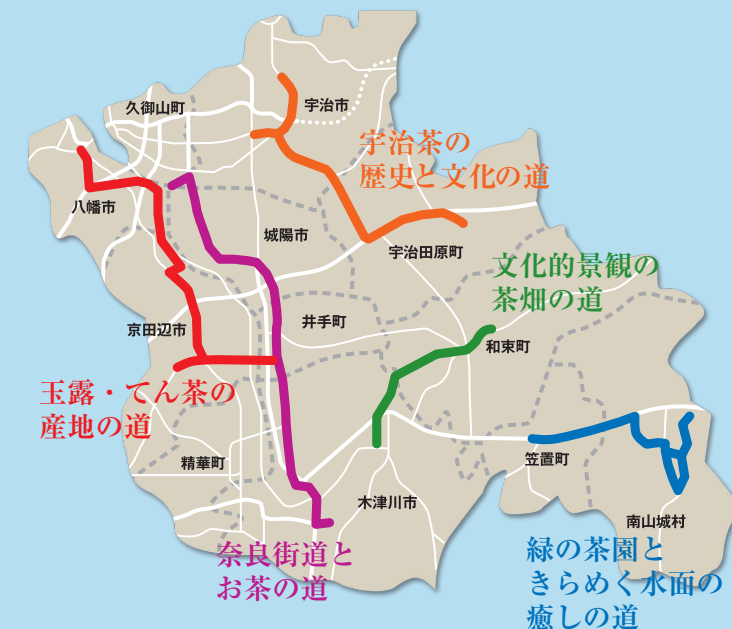 久御山町
宇治市
宇治茶の
歴史と文化の道
八幡市
城陽市
宇治田原町
文化的景観の
茶畑の道
京田辺市
井手町
和束町
玉露・てん茶の
産地の道
精華町
笠置町
木津川市
南山城村
奈良街道と
お茶の道
緑の茶園と
きらめく水面の
癒しの道